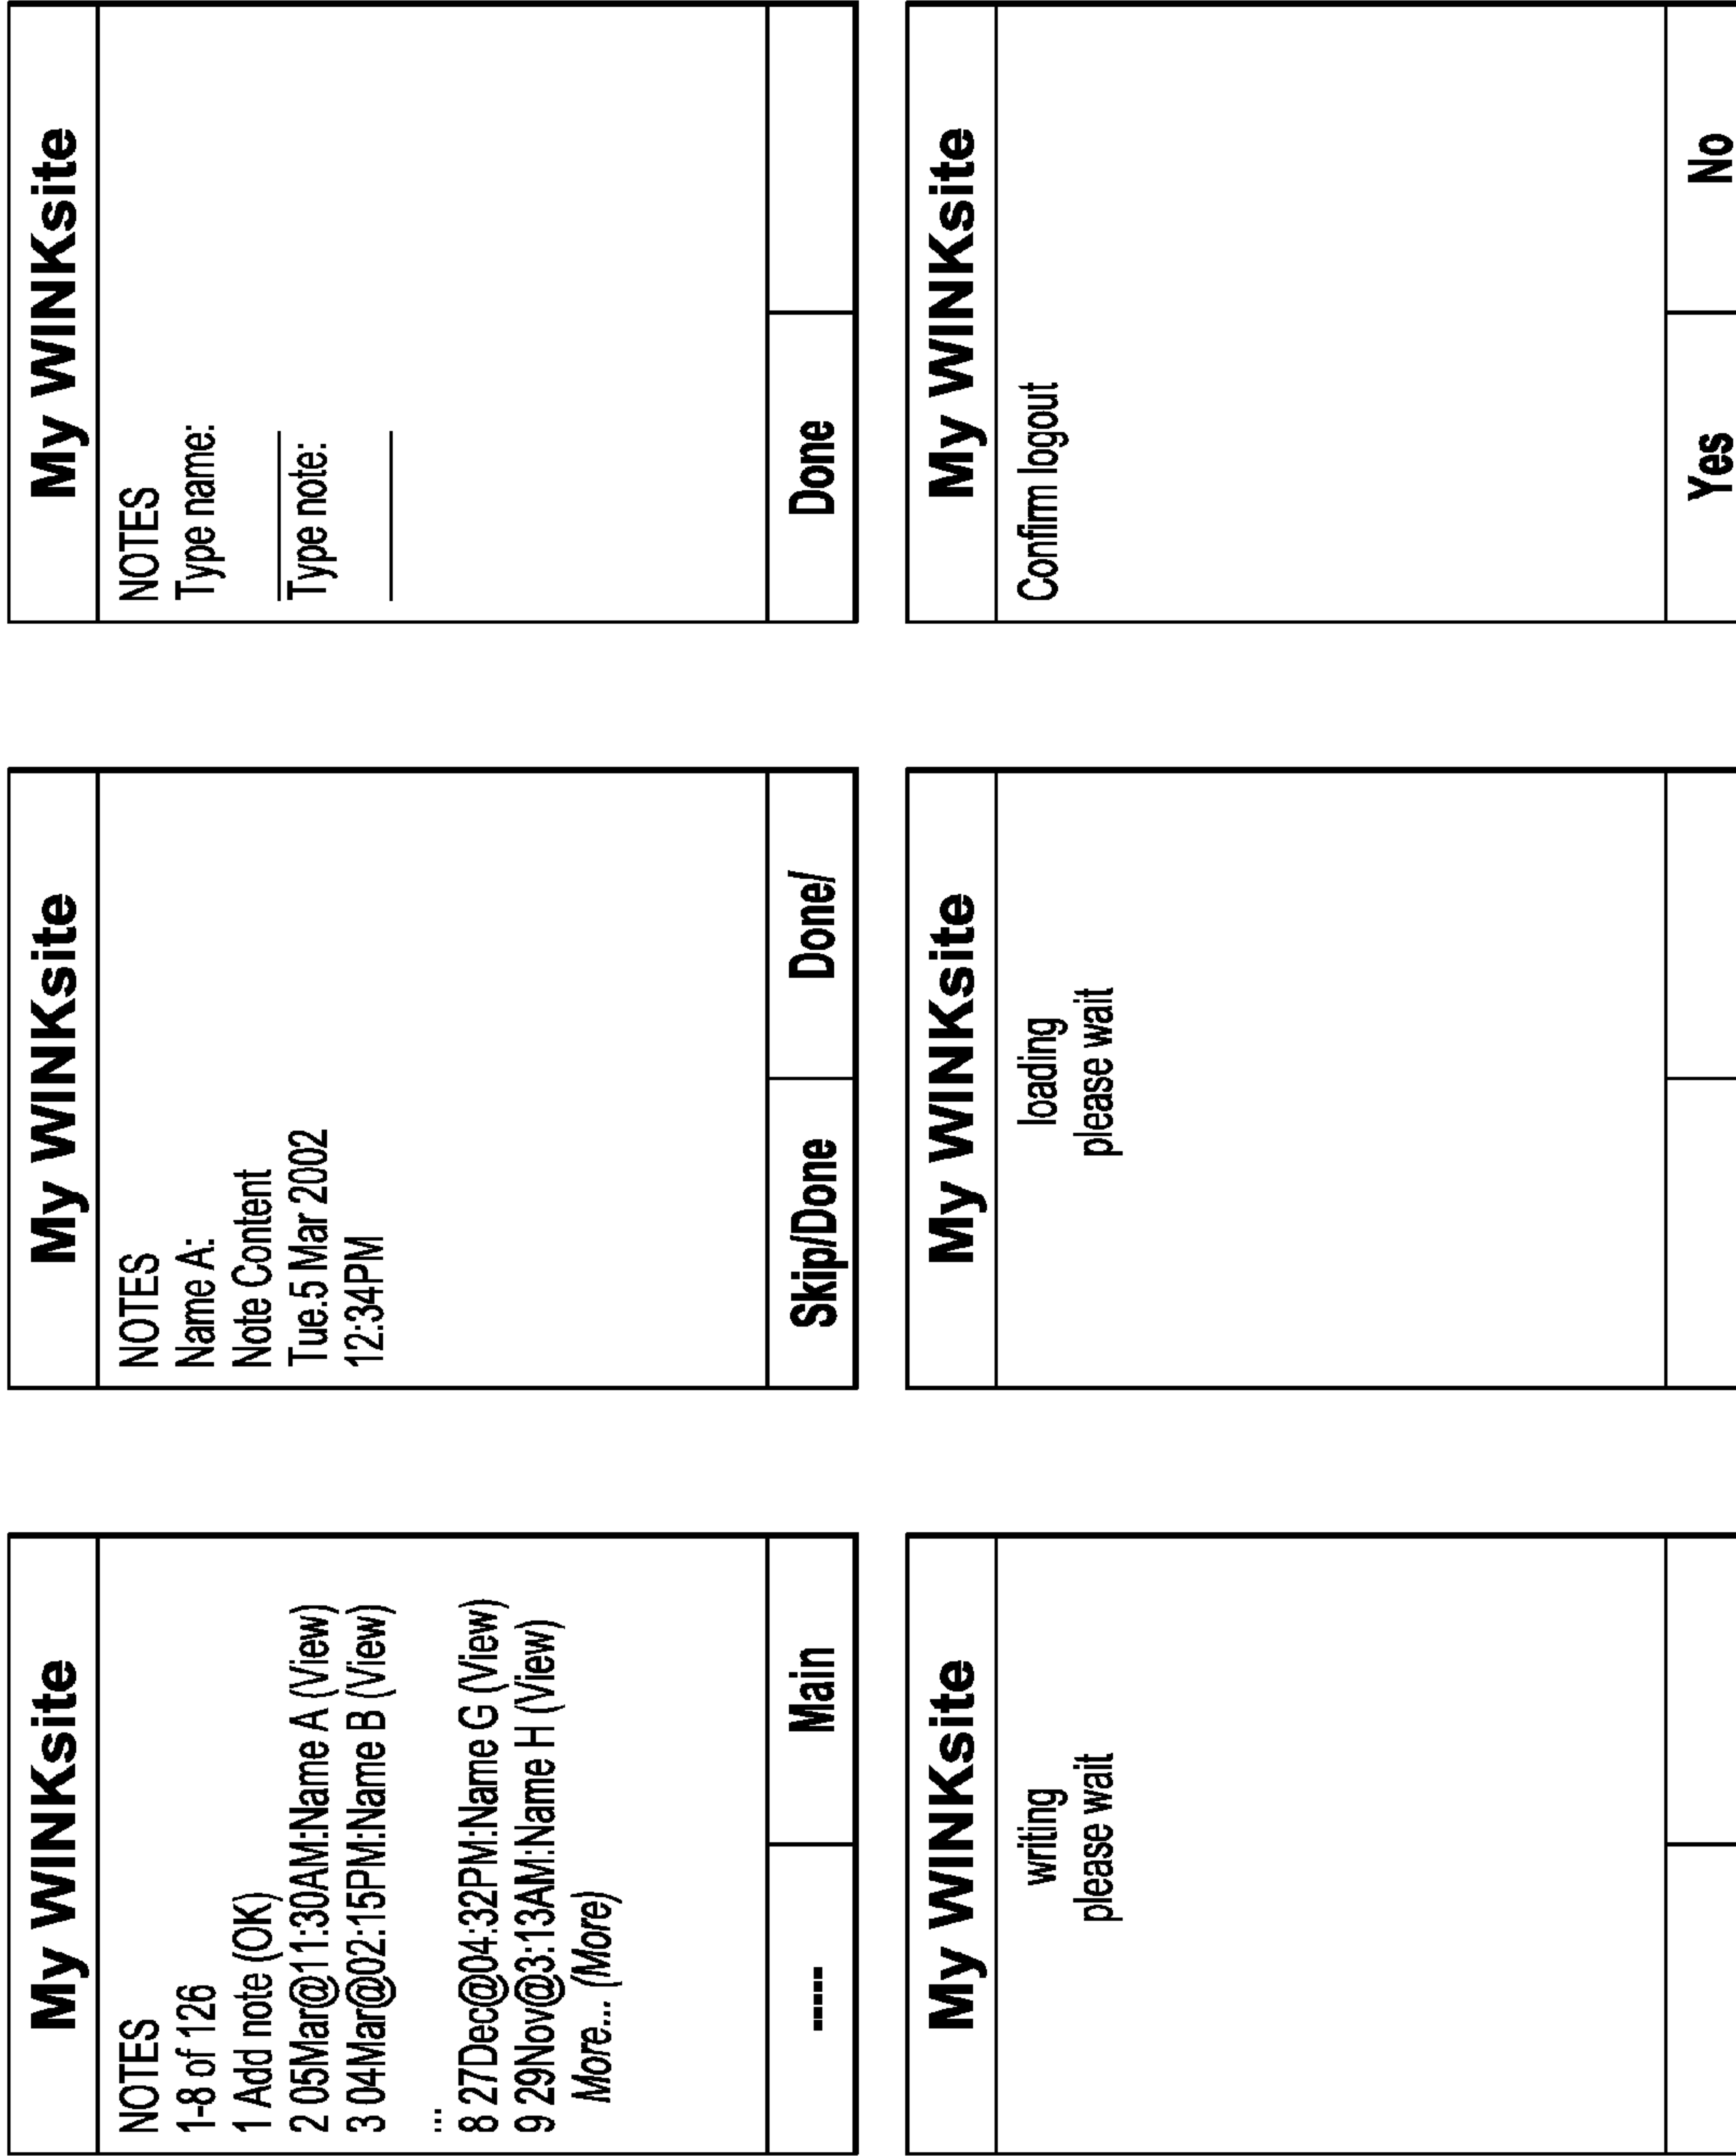 My WINKsite
NOTES
1-8 of 126
1 Add note (OK)
2 05Mar@11:30AM:Name A (View)
3 04Mar@02:15PM:Name B (View)
...
8 27Dec@04:32PM:Name G (View)
9 29Nov@3:13AM:Name H (View)
More... (More)
-----
Main
My WINKsite
NOTES
Name A:
Note Content
Tue.5 Mar 2002
12:34PM
Skip/Done
Done/
My WINKsite
NOTES
Type name:
Type note:
Done
My WINKsite
writing
please wait
My WINKsite
loading
please wait
My WINKsite
Confirm logout
Yes
No